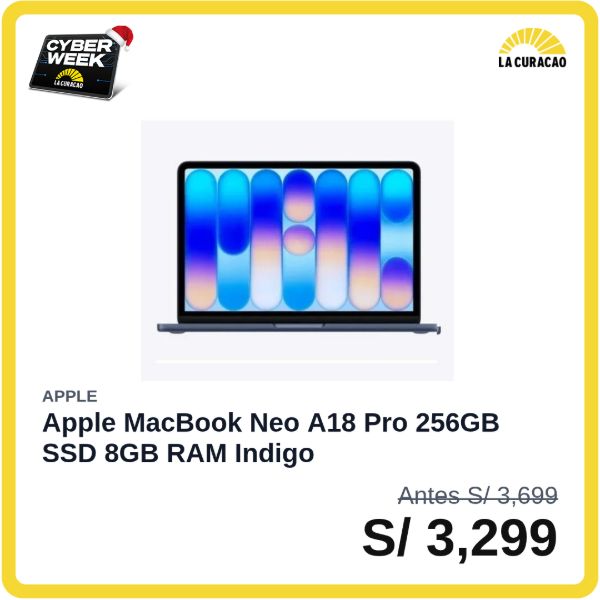 CYBER
WEEK
LA CURACAO
LA CURACAO
APPLE
Apple MacBook Neo A18 Pro 256GB
SSD 8GB RAM Indigo
Antes S/ 3,699
S/ 3,299